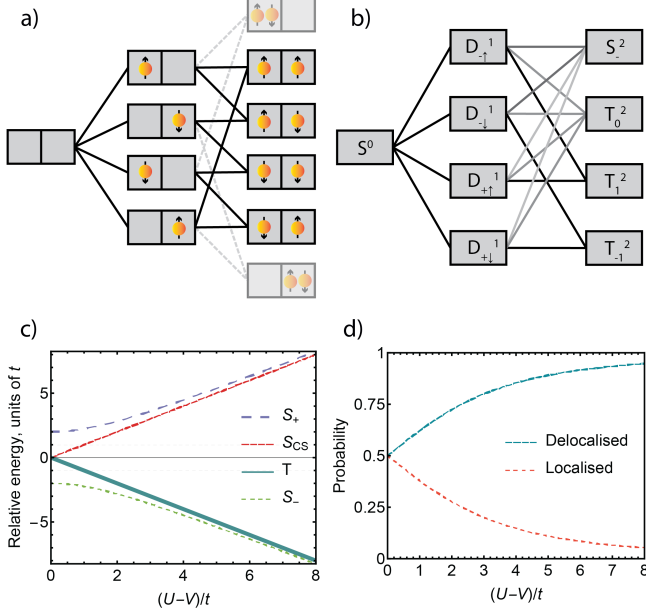 a)
b)
S⁰
D₋↑¹
D₋↓¹
D₊↑¹
D₊↓¹
S₋²
T₀²
T₁²
T₋₁²
c)
Relative energy, units of t
5
0
−5
0
2
4
6
8
(U−V)/t
S₊
S_CS
T
S₋
d)
Probability
1
0.75
0.5
0.25
0
0
1
2
3
4
5
6
7
8
(U−V)/t
Delocalised
Localised